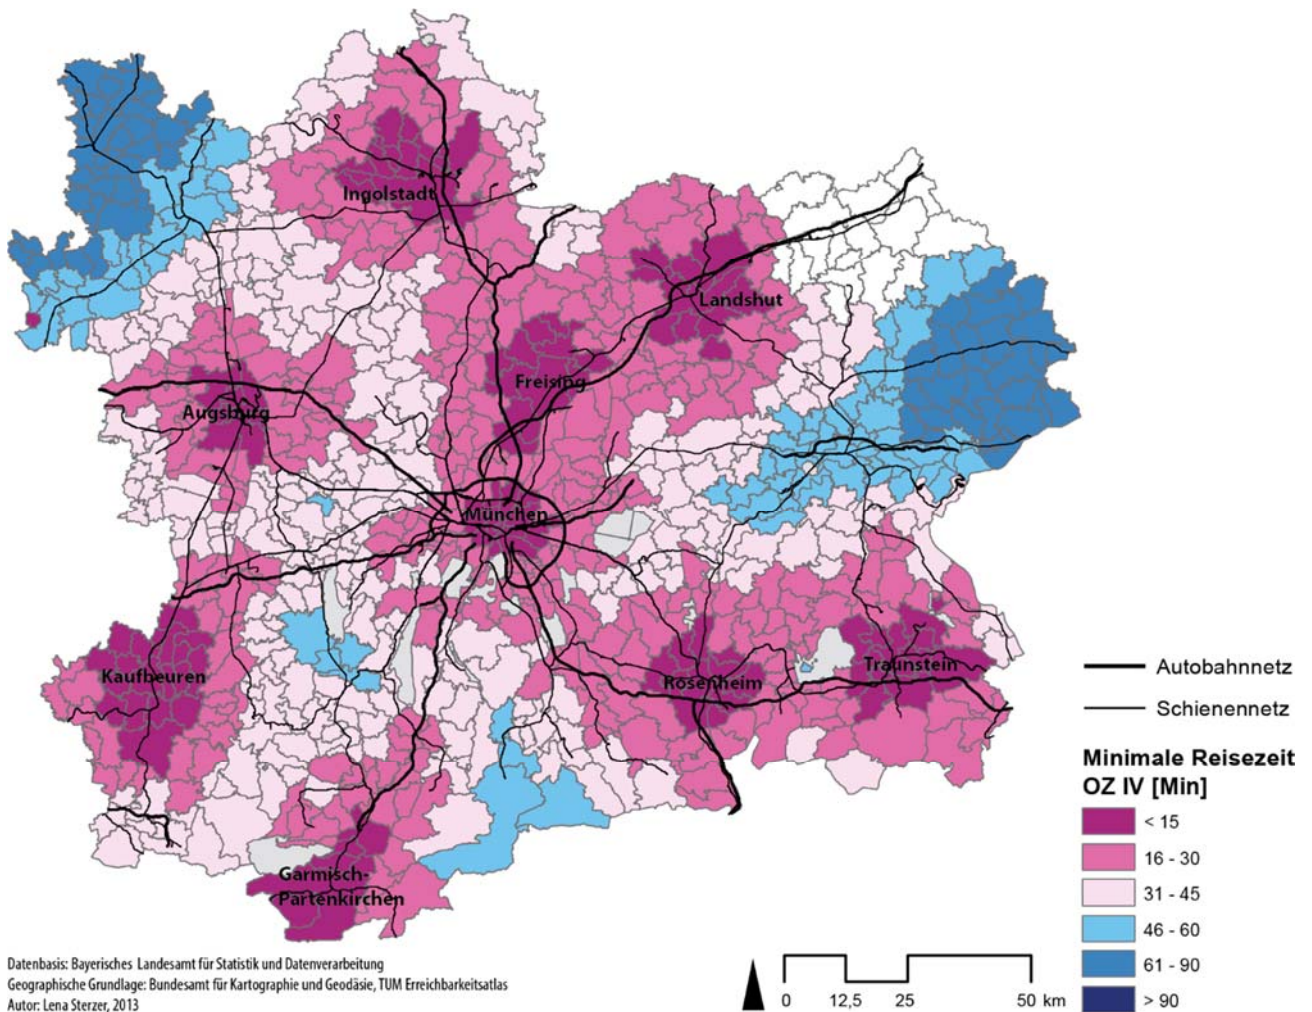 Ingolstadt
Landshut
Freising
Augsburg
München
Kaufbeuren
Rosenheim
Traunstein
Garmisch-
Partenkirchen
Autobahnnetz
Schienennetz
Minimale Reisezeit
OZ IV [Min]
< 15
16 - 30
31 - 45
46 - 60
61 - 90
> 90
0 12,5 25 50 km
Datenbasis: Bayerisches Landesamt für Statistik und Datenverarbeitung
Geographische Grundlage: Bundesamt für Kartographie und Geodäsie, TUM Erreichbarkeitsatlas
Autor: Lena Sterzer, 2013